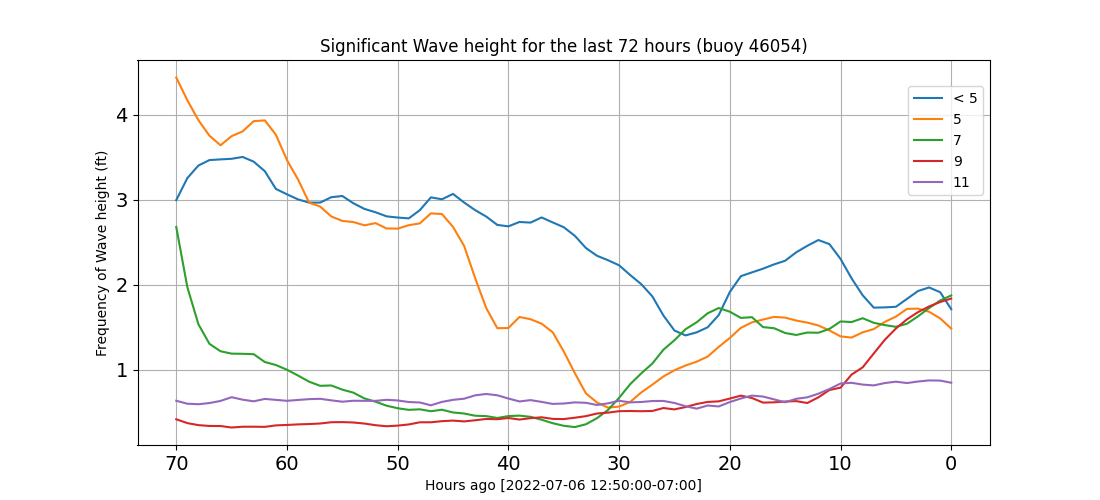 Significant Wave height for the last 72 hours (buoy 46054)
Frequency of Wave height (ft)
4
3
2
1
< 5
5
7
9
11
70 60 50 40 30 20 10 0
Hours ago [2022-07-06 12:50:00-07:00]